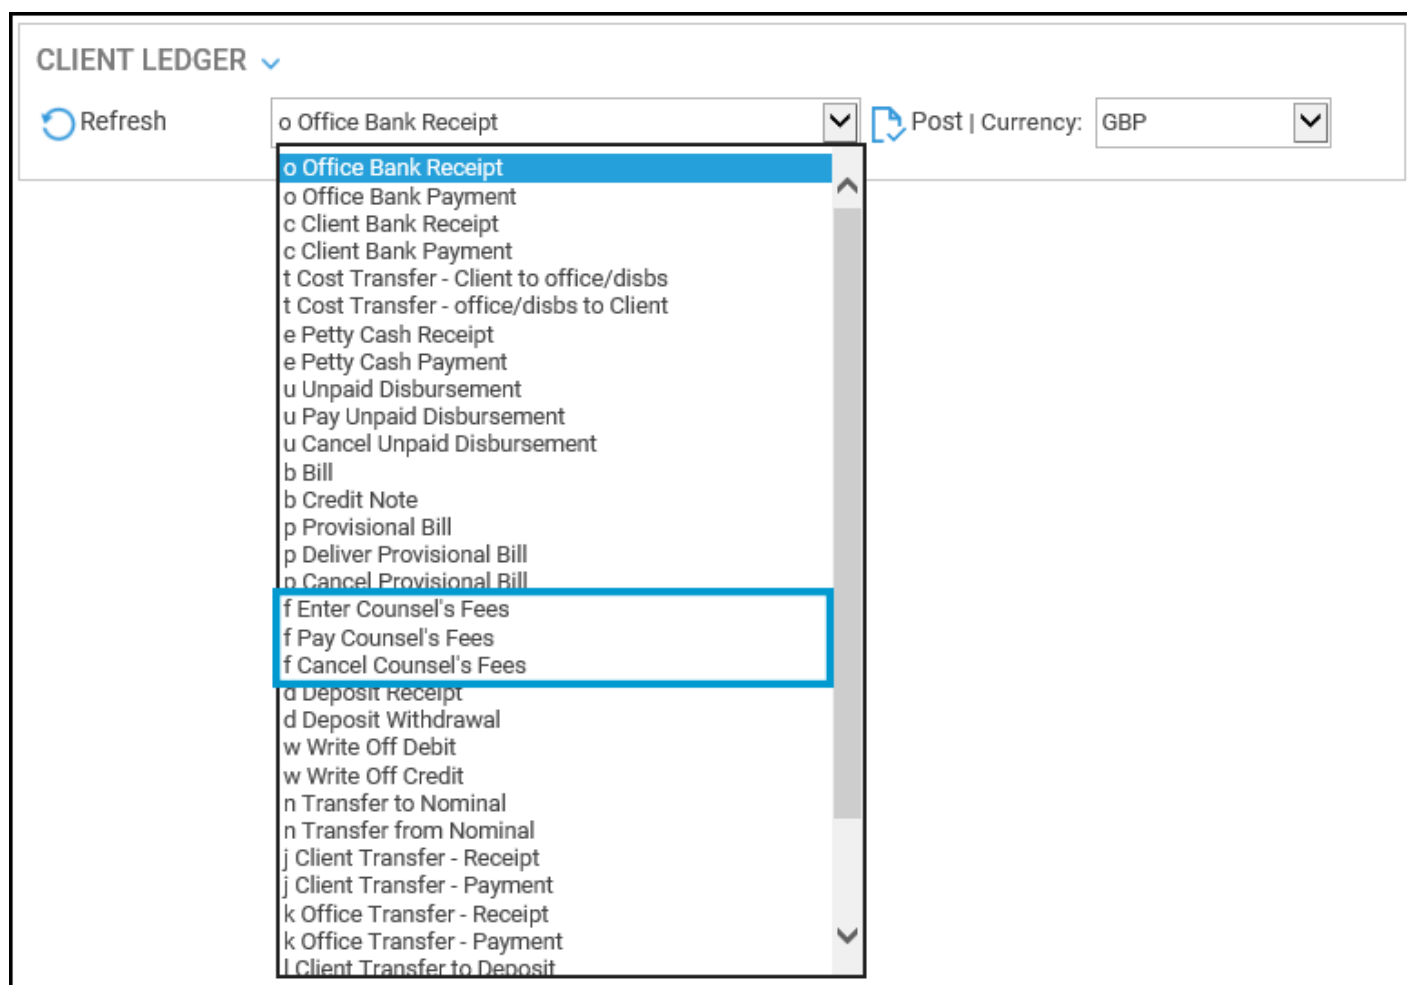 CLIENT LEDGER
Refresh
o Office Bank Receipt
Post | Currency: GBP
o Office Bank Receipt
o Office Bank Payment
c Client Bank Receipt
c Client Bank Payment
t Cost Transfer - Client to office/disbs
t Cost Transfer - office/disbs to Client
e Petty Cash Receipt
e Petty Cash Payment
u Unpaid Disbursement
u Pay Unpaid Disbursement
u Cancel Unpaid Disbursement
b Bill
b Credit Note
p Provisional Bill
p Deliver Provisional Bill
p Cancel Provisional Bill
f Enter Counsel's Fees
f Pay Counsel's Fees
f Cancel Counsel's Fees
d Deposit Receipt
d Deposit Withdrawal
w Write Off Debit
w Write Off Credit
n Transfer to Nominal
n Transfer from Nominal
j Client Transfer - Receipt
j Client Transfer - Payment
k Office Transfer - Receipt
k Office Transfer - Payment
l Client Transfer to Deposit